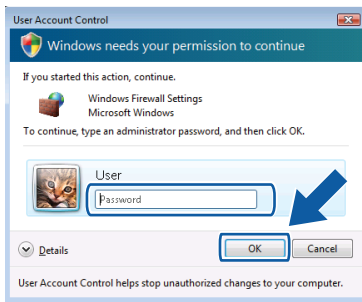 User Account Control
Windows needs your permission to continue
If you started this action, continue.
Windows Firewall Settings
Microsoft Windows
To continue, type an administrator password, and then click OK.
User
Password
Details
OK
Cancel
User Account Control helps stop unauthorized changes to your computer.